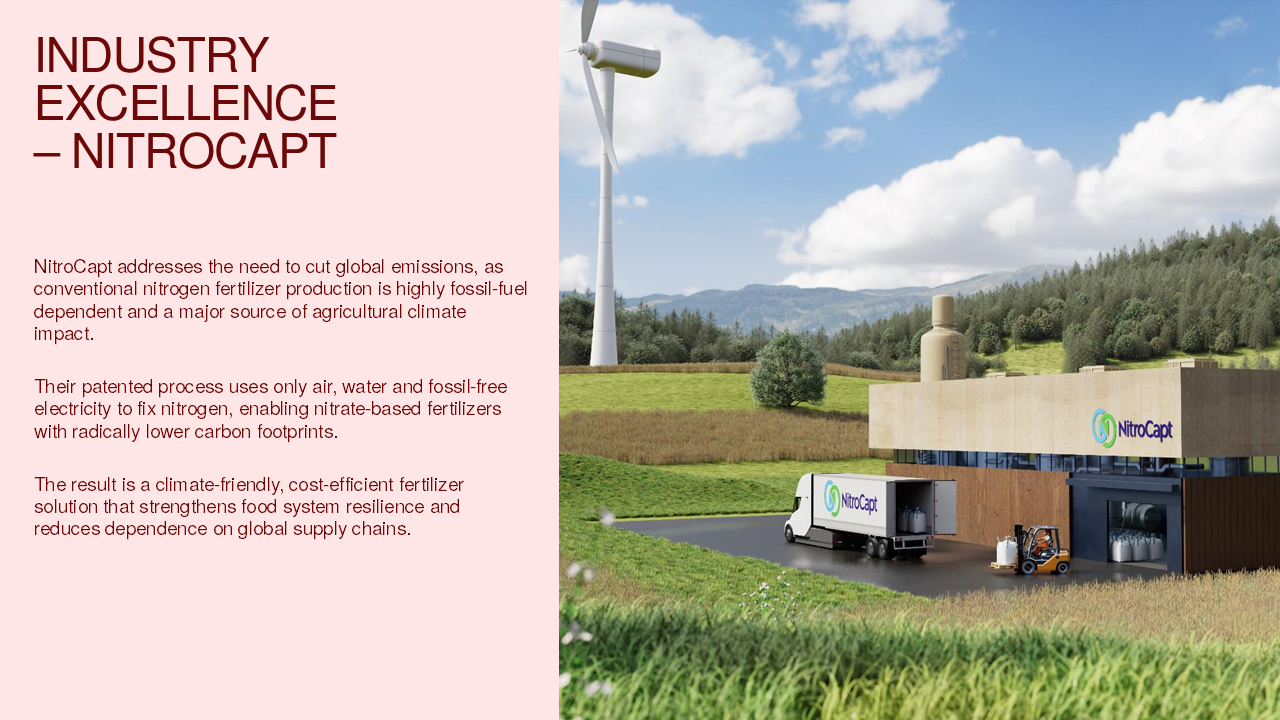 INDUSTRY
EXCELLENCE
– NITROCAPT
NitroCapt addresses the need to cut global emissions, as
conventional nitrogen fertilizer production is highly fossil-fuel
dependent and a major source of agricultural climate
impact.
Their patented process uses only air, water and fossil-free
electricity to fix nitrogen, enabling nitrate-based fertilizers
with radically lower carbon footprints.
The result is a climate-friendly, cost-efficient fertilizer
solution that strengthens food system resilience and
reduces dependence on global supply chains.
NitroCapt
NitroCapt